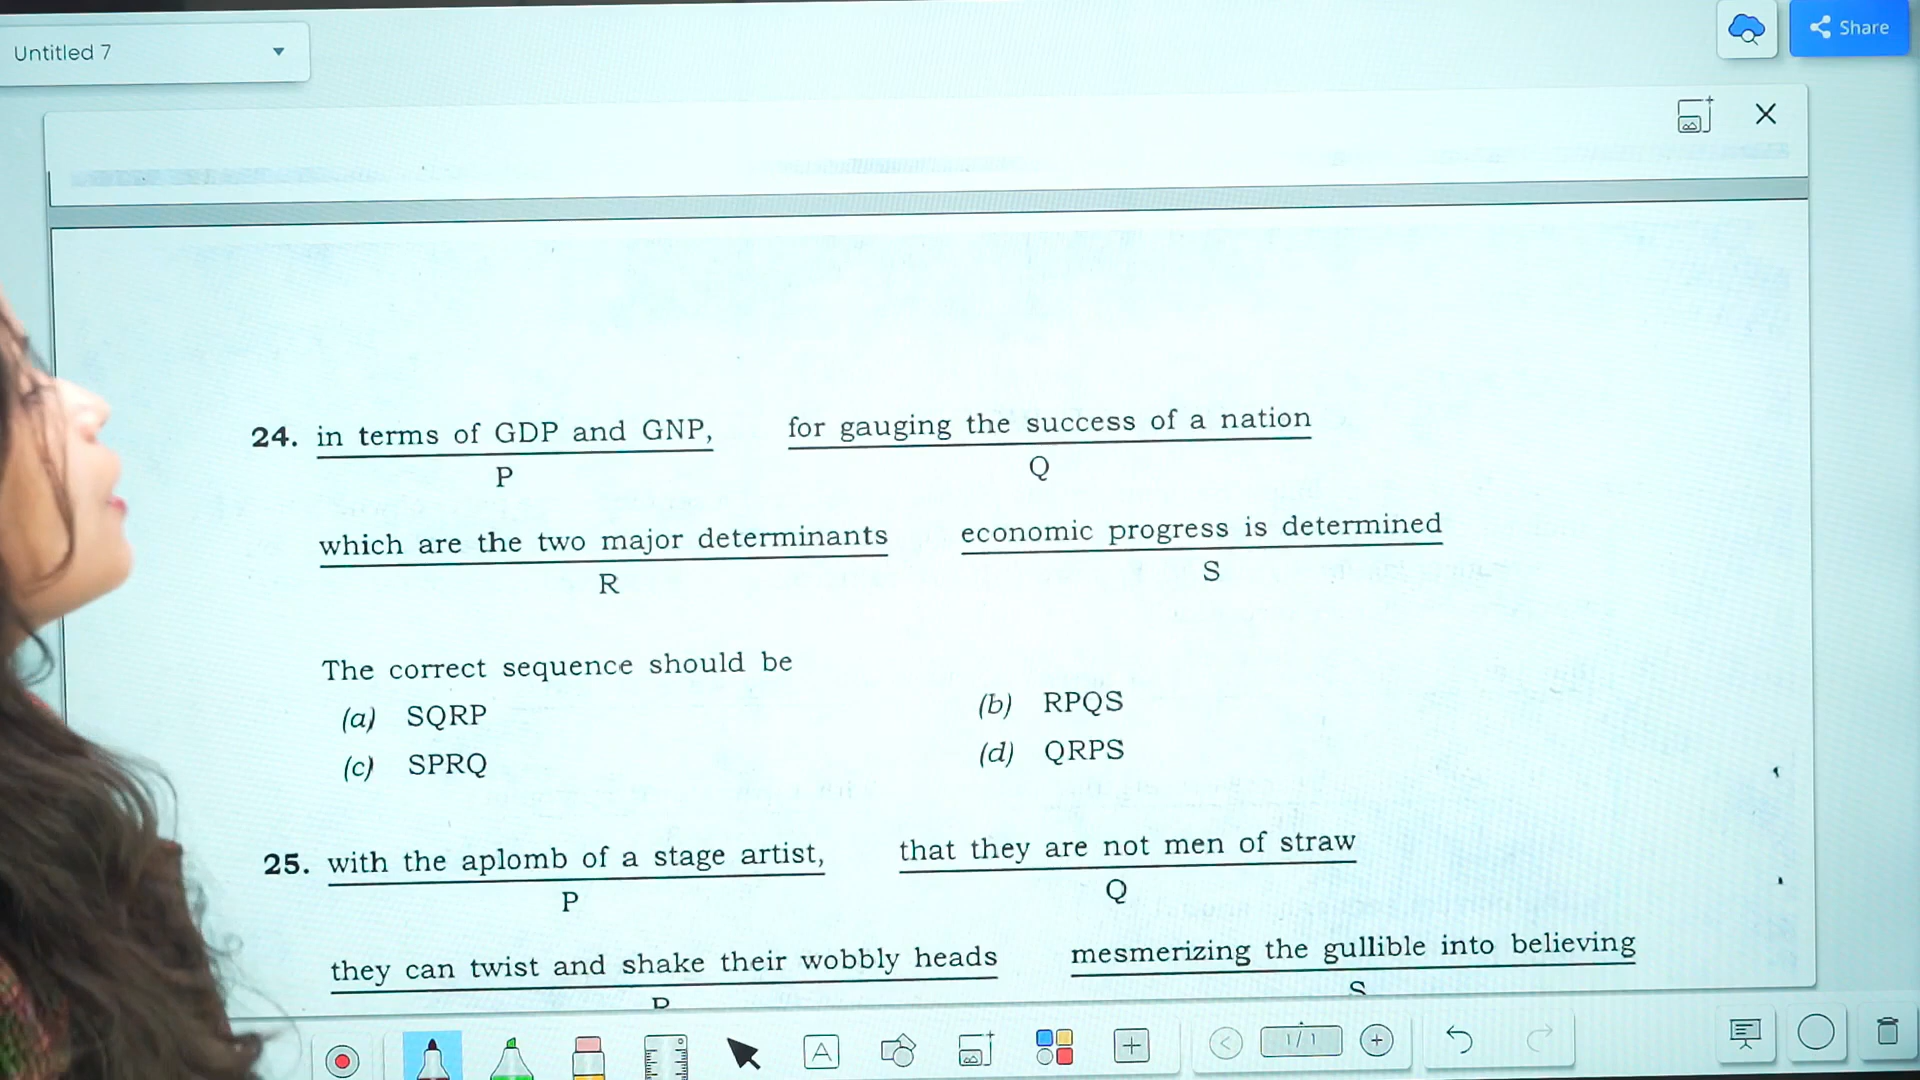 Untitled 7
Share
24. in terms of GDP and GNP, for gauging the success of a nation
P Q
which are the two major determinants economic progress is determined
R S
The correct sequence should be
(a) SQRP (b) RPQS
(c) SPRQ (d) QRPS
25. with the aplomb of a stage artist, that they are not men of straw
P Q
they can twist and shake their wobbly heads mesmerizing the gullible into believing
R S
A
1/1